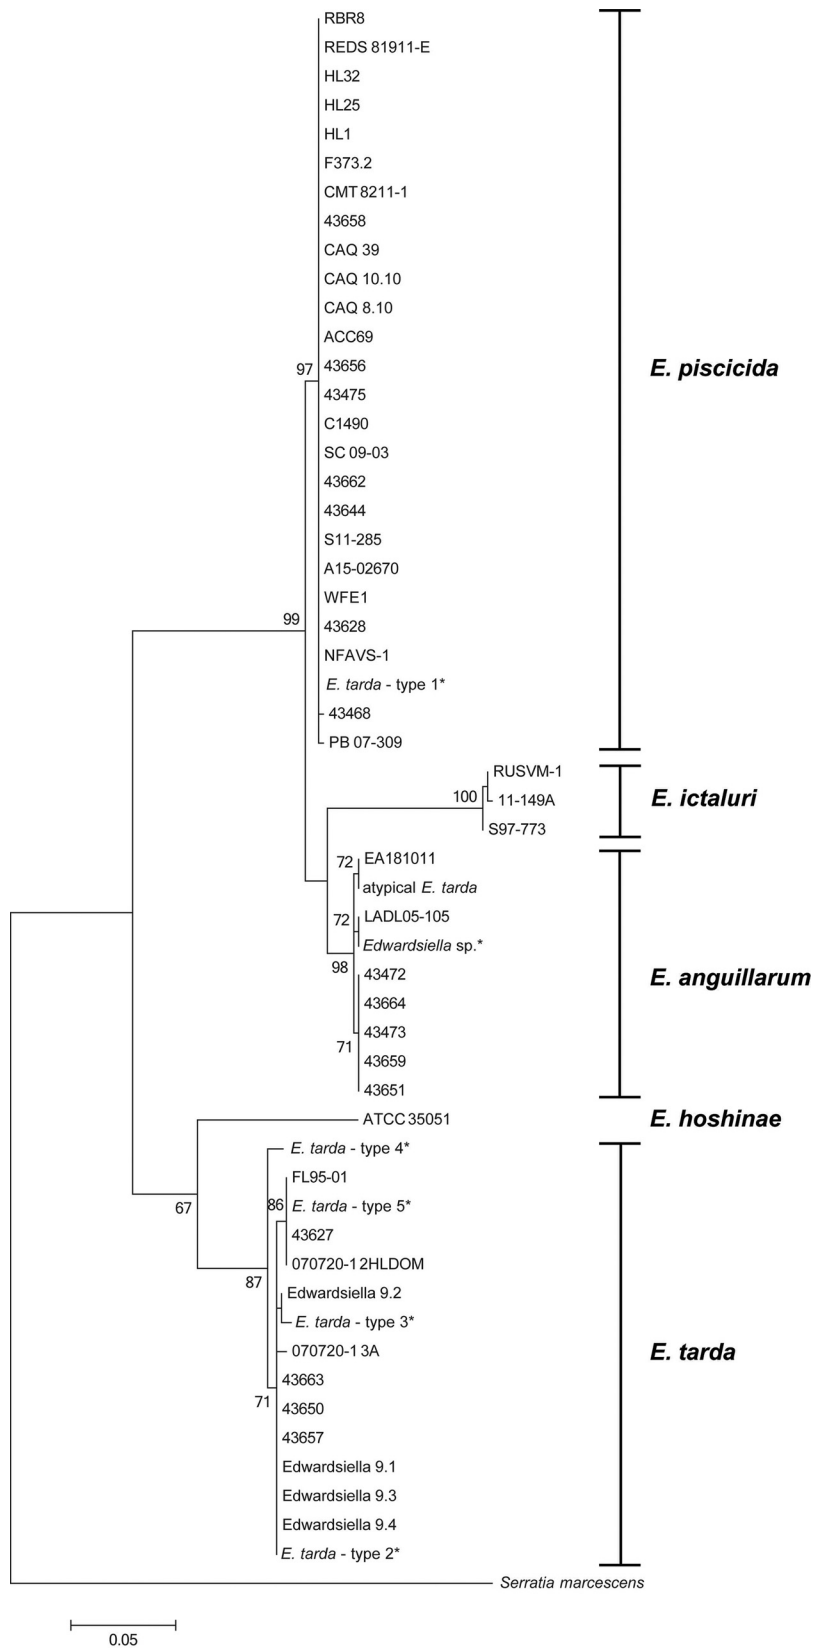 RBR8
REDS 81911-E
HL32
HL25
HL1
F373.2
CMT 8211-1
43658
CAQ 39
CAQ 10.10
CAQ 8.10
ACC69
97
43656
E. piscicida
43475
C1490
SC 09-03
43662
43644
S11-285
A15-02670
WFE1
99
43628
NFAVS-1
E. tarda - type 1*
43468
PB 07-309
RUSVM-1
100
11-149A
E. ictaluri
S97-773
72
EA181011
atypical E. tarda
72
LADL05-105
Edwardsiella sp.*
98
43472
E. anguillarum
43664
43473
71
43659
43651
ATCC 35051
E. hoshinae
E. tarda - type 4*
FL95-01
67
86
E. tarda - type 5*
43627
070720-1 2HLDOM
87
Edwardsiella 9.2
E. tarda - type 3*
070720-1 3A
E. tarda
43663
71
43650
43657
Edwardsiella 9.1
Edwardsiella 9.3
Edwardsiella 9.4
E. tarda - type 2*
Serratia marcescens
0.05